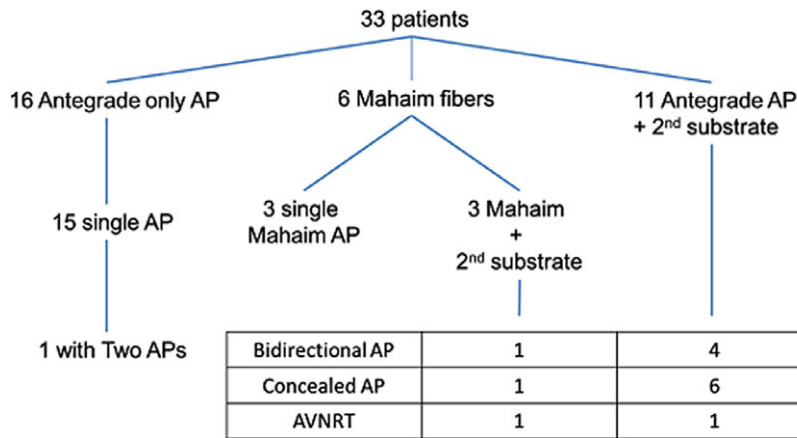 33 patients
16 Antegrade only AP
6 Mahaim fibers
11 Antegrade AP
+ 2nd substrate
15 single AP
3 single
Mahaim AP
3 Mahaim
+
2nd substrate
1 with Two APs
Bidirectional AP 1 4
Concealed AP 1 6
AVNRT 1 1